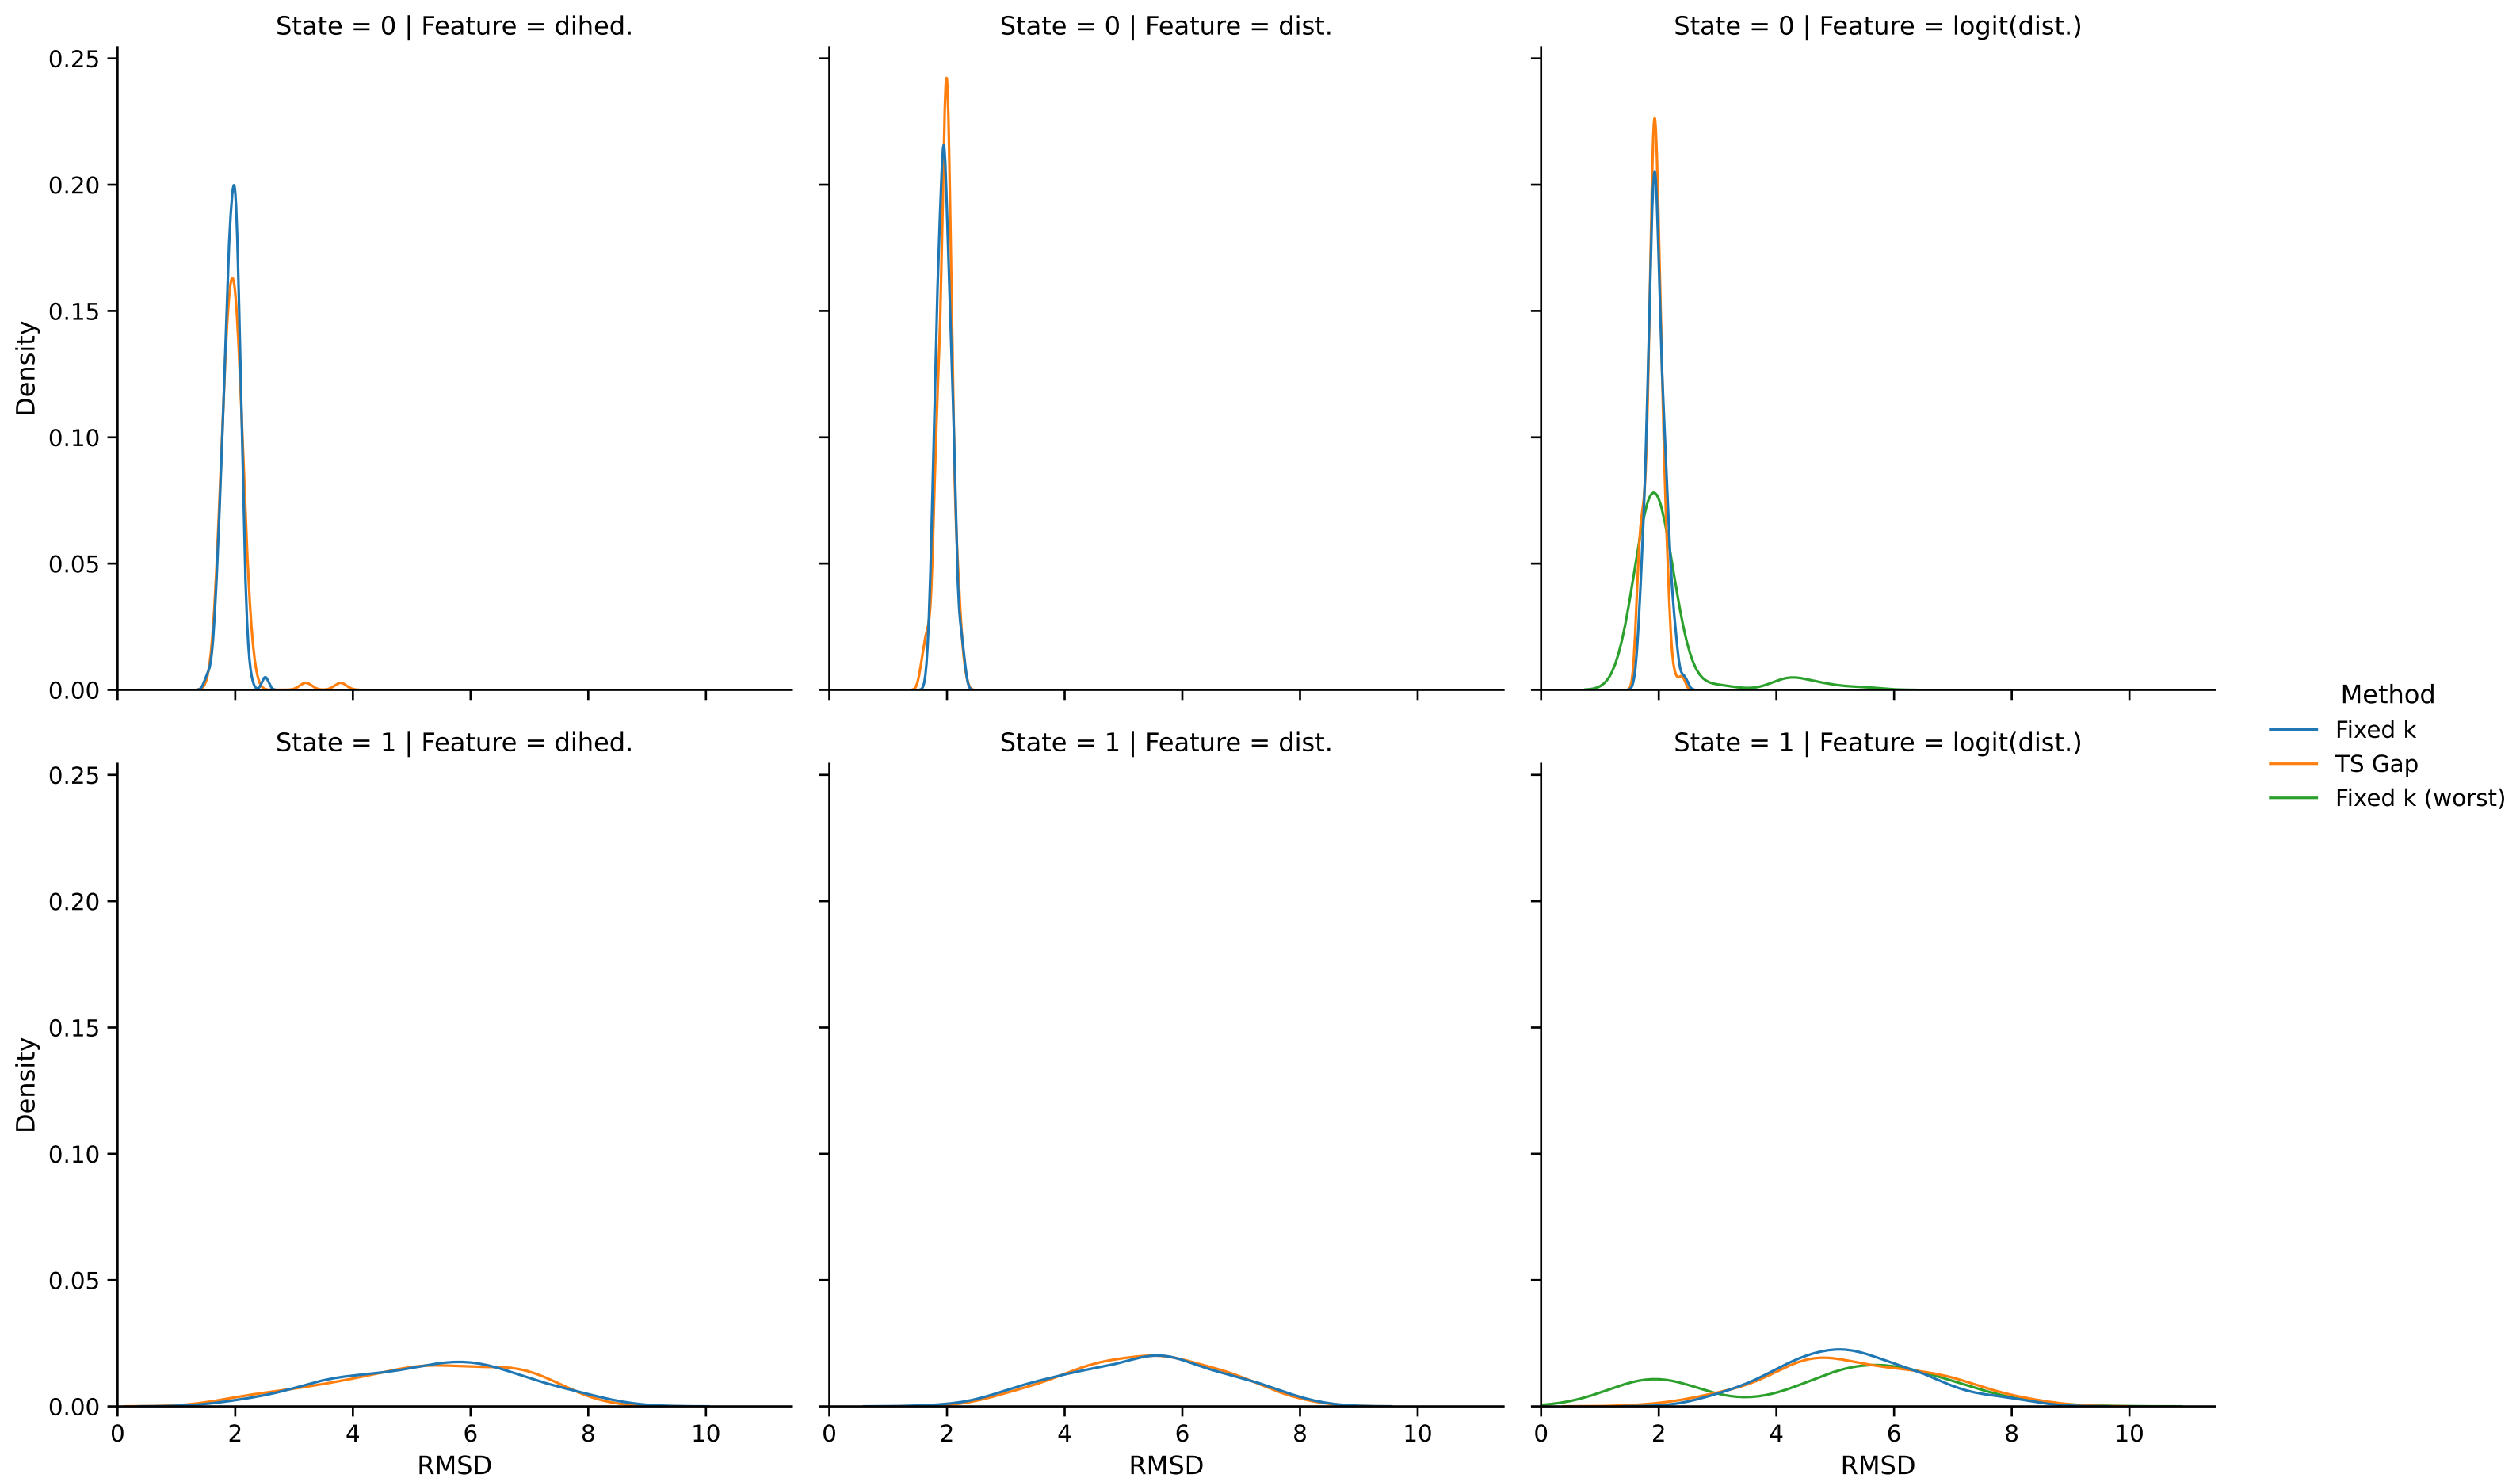 State = 0 | Feature = dihed.
State = 0 | Feature = dist.
State = 0 | Feature = logit(dist.)
0.25
0.20
0.15
0.10
0.05
0.00
Density
State = 1 | Feature = dihed.
State = 1 | Feature = dist.
State = 1 | Feature = logit(dist.)
0.25
0.20
0.15
0.10
0.05
0.00
Density
0 2 4 6 8 10
RMSD
0 2 4 6 8 10
RMSD
0 2 4 6 8 10
RMSD
Method
Fixed k
TS Gap
Fixed k (worst)